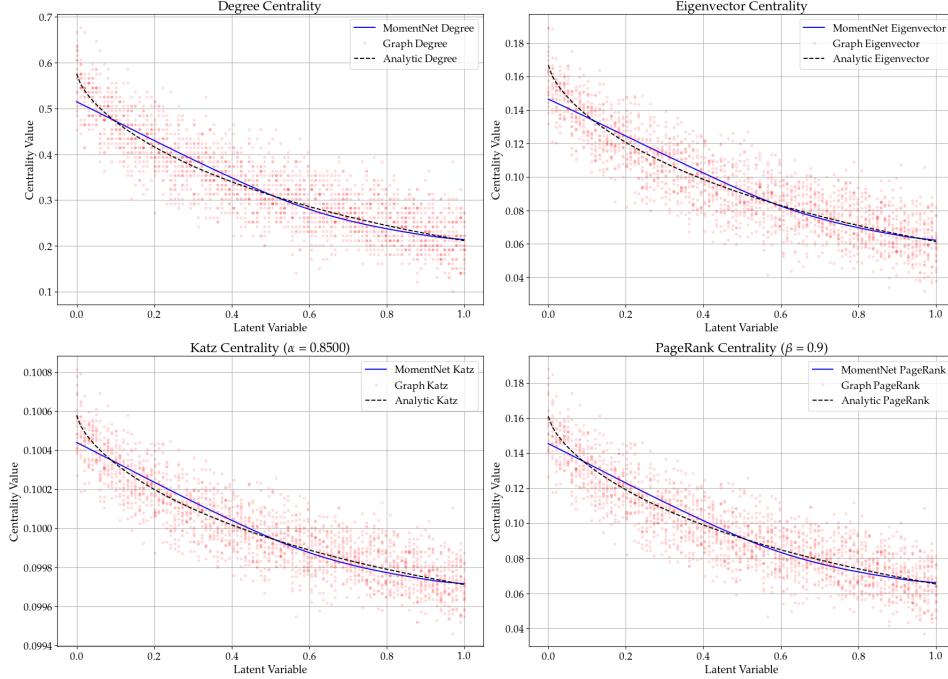 Degree Centrality
MomentNet Degree
Graph Degree
Analytic Degree
Centrality Value
0.7
0.6
0.5
0.4
0.3
0.2
0.1
0.0 0.2 0.4 0.6 0.8 1.0
Latent Variable
Eigenvector Centrality
MomentNet Eigenvector
Graph Eigenvector
Analytic Eigenvector
Centrality Value
0.18
0.16
0.14
0.12
0.10
0.08
0.06
0.04
0.0 0.2 0.4 0.6 0.8 1.0
Latent Variable
Katz Centrality (α = 0.8500)
MomentNet Katz
Graph Katz
Analytic Katz
Centrality Value
0.1008
0.1006
0.1004
0.1002
0.1000
0.0998
0.0996
0.0994
0.0 0.2 0.4 0.6 0.8 1.0
Latent Variable
PageRank Centrality (β = 0.9)
MomentNet PageRank
Graph PageRank
Analytic PageRank
Centrality Value
0.18
0.16
0.14
0.12
0.10
0.08
0.06
0.04
0.0 0.2 0.4 0.6 0.8 1.0
Latent Variable